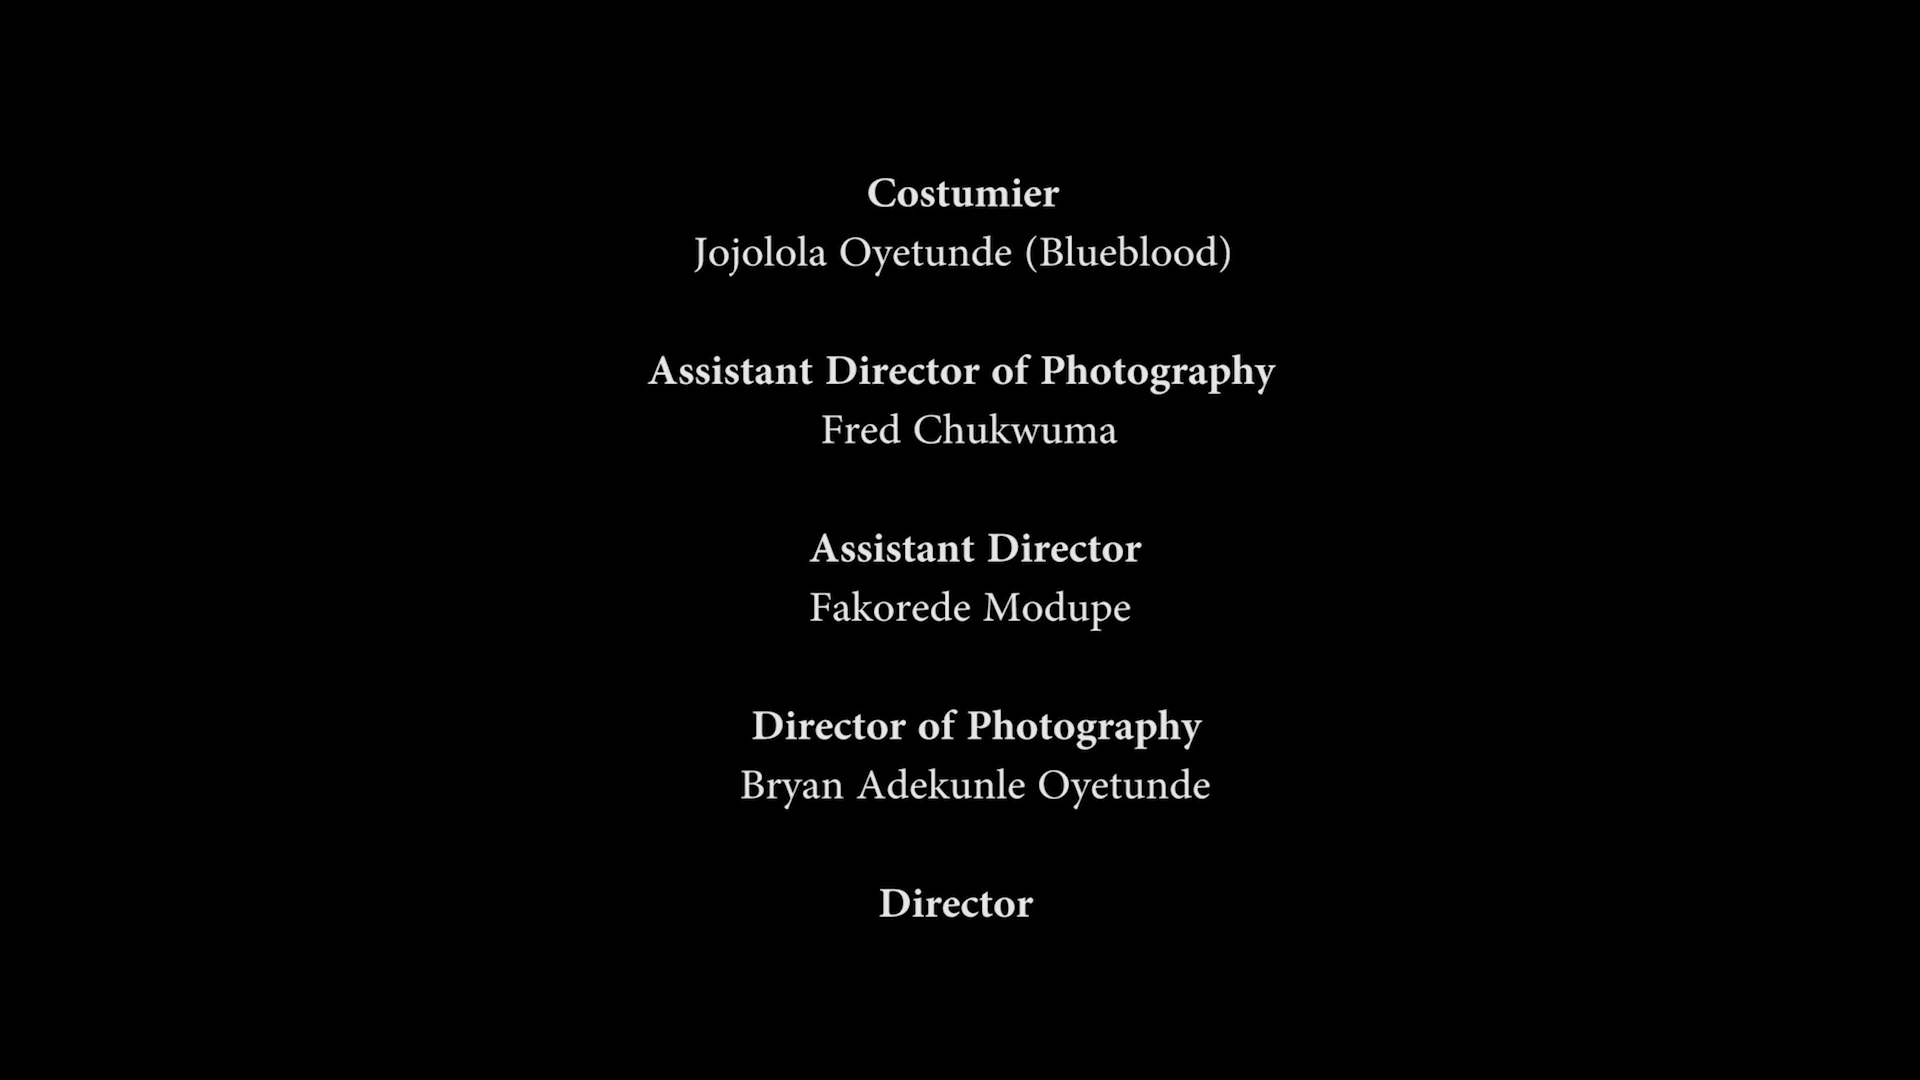 Costumier
Jojolola Oyetunde (Blueblood)
Assistant Director of Photography
Fred Chukwuma
Assistant Director
Fakorede Modupe
Director of Photography
Bryan Adekunle Oyetunde
Director